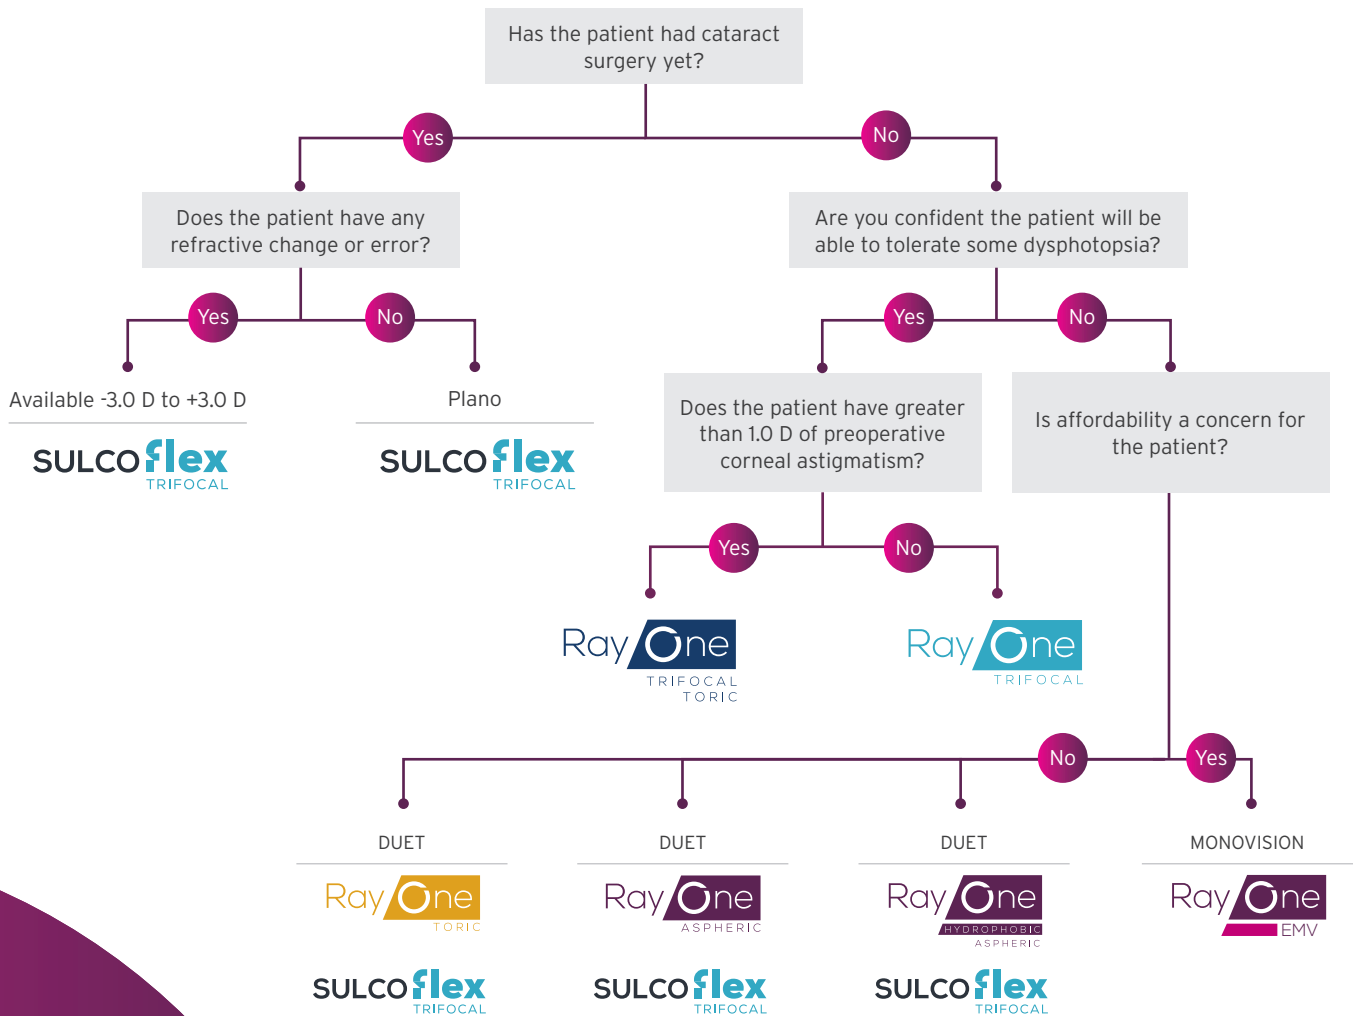 Has the patient had cataract
surgery yet?
Yes
No
Does the patient have any
refractive change or error?
Are you confident the patient will be
able to tolerate some dysphotopsia?
Yes
No
Yes
No
Available -3.0 D to +3.0 D
SULCOflex
TRIFOCAL
Plano
SULCOflex
TRIFOCAL
Does the patient have greater
than 1.0 D of preoperative
corneal astigmatism?
Is affordability a concern for
the patient?
Yes
No
RayOne
TRIFOCAL
TORIC
RayOne
TRIFOCAL
No
Yes
DUET
RayOne
TORIC
SULCOflex
TRIFOCAL
DUET
RayOne
ASPHERIC
SULCOflex
TRIFOCAL
DUET
RayOne
HYDROPHOBIC
ASPHERIC
SULCOflex
TRIFOCAL
MONOVISION
RayOne
EMV